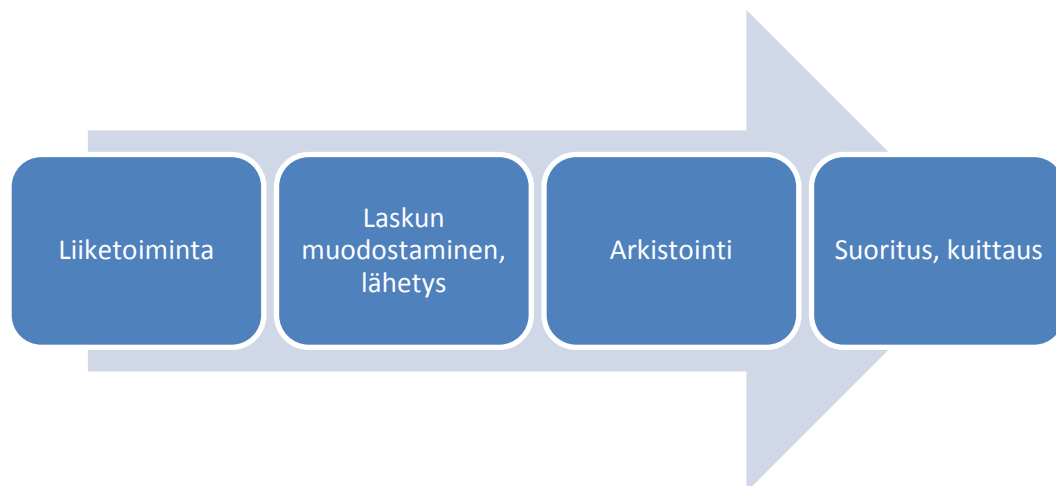 Liiketoiminta
Laskun
muodostaminen,
lähetys
Arkistointi
Suoritus, kuittaus